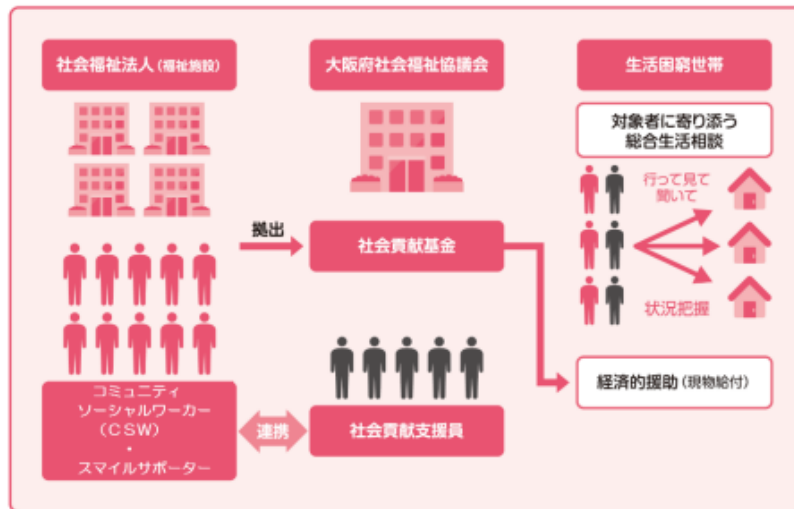 社会福祉法人（福祉施設）
大阪府社会福祉協議会
生活困窮世帯
対象者に寄り添う
総合生活相談
行って見て
聞いて
状況把握
拠出
社会貢献基金
経済的援助（現物給付）
コミュニティ
ソーシャルワーカー
（ＣＳＷ）
・
スマイルサポーター
連携
社会貢献支援員